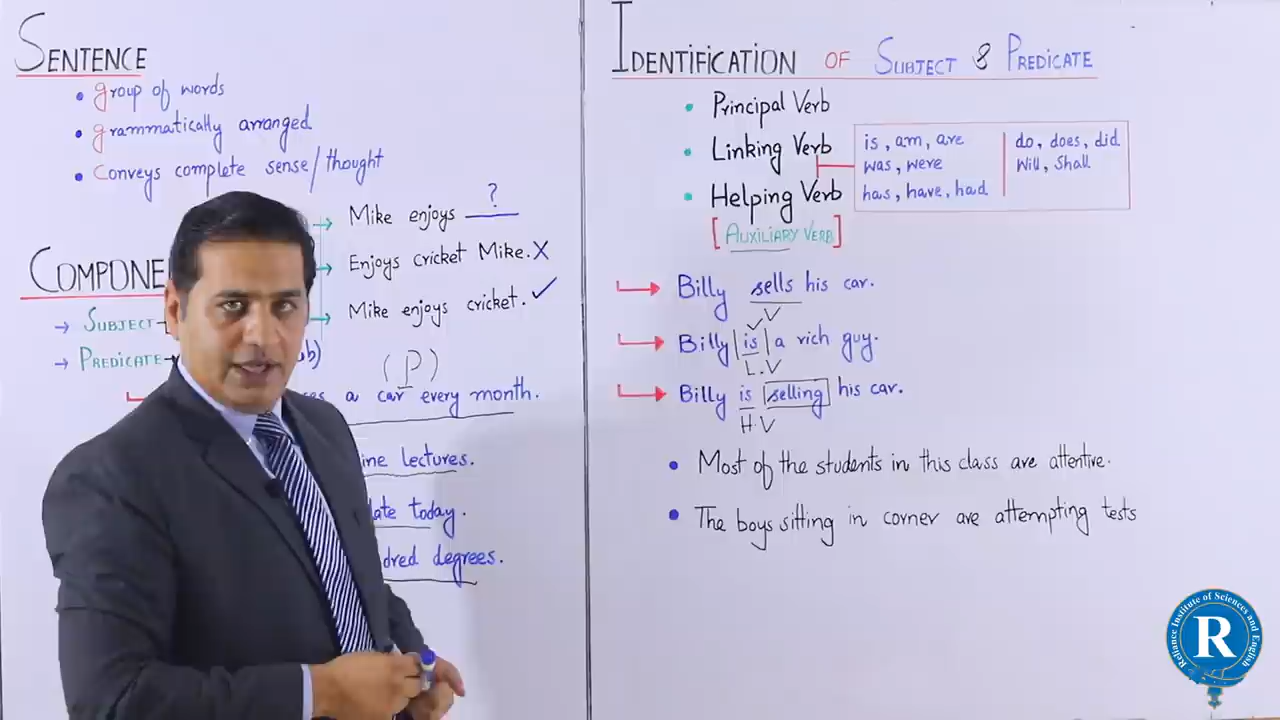 SENTENCE
• group of words
• grammatically arranged
• Conveys complete sense/thought
→ Mike enjoys ?
→ Enjoys cricket Mike. X
→ Mike enjoys cricket. ✓
→ SUBJECT
→ PREDICATE
(P)
a car every month.
lectures.
today.
degrees.
IDENTIFICATION OF SUBJECT & PREDICATE
• Principal Verb
• Linking Verb
• Helping Verb
[AUXILIARY VERB]
is, am, are
was, were
has, have, had
do, does, did
Will, Shall
Billy sells his car.
V
Billy | is | a rich guy.
L.V
Billy is selling his car.
H.V
• Most of the students in this class are attentive.
• The boys sitting in corner are attempting tests
Reliance Institute of Sciences and English
R